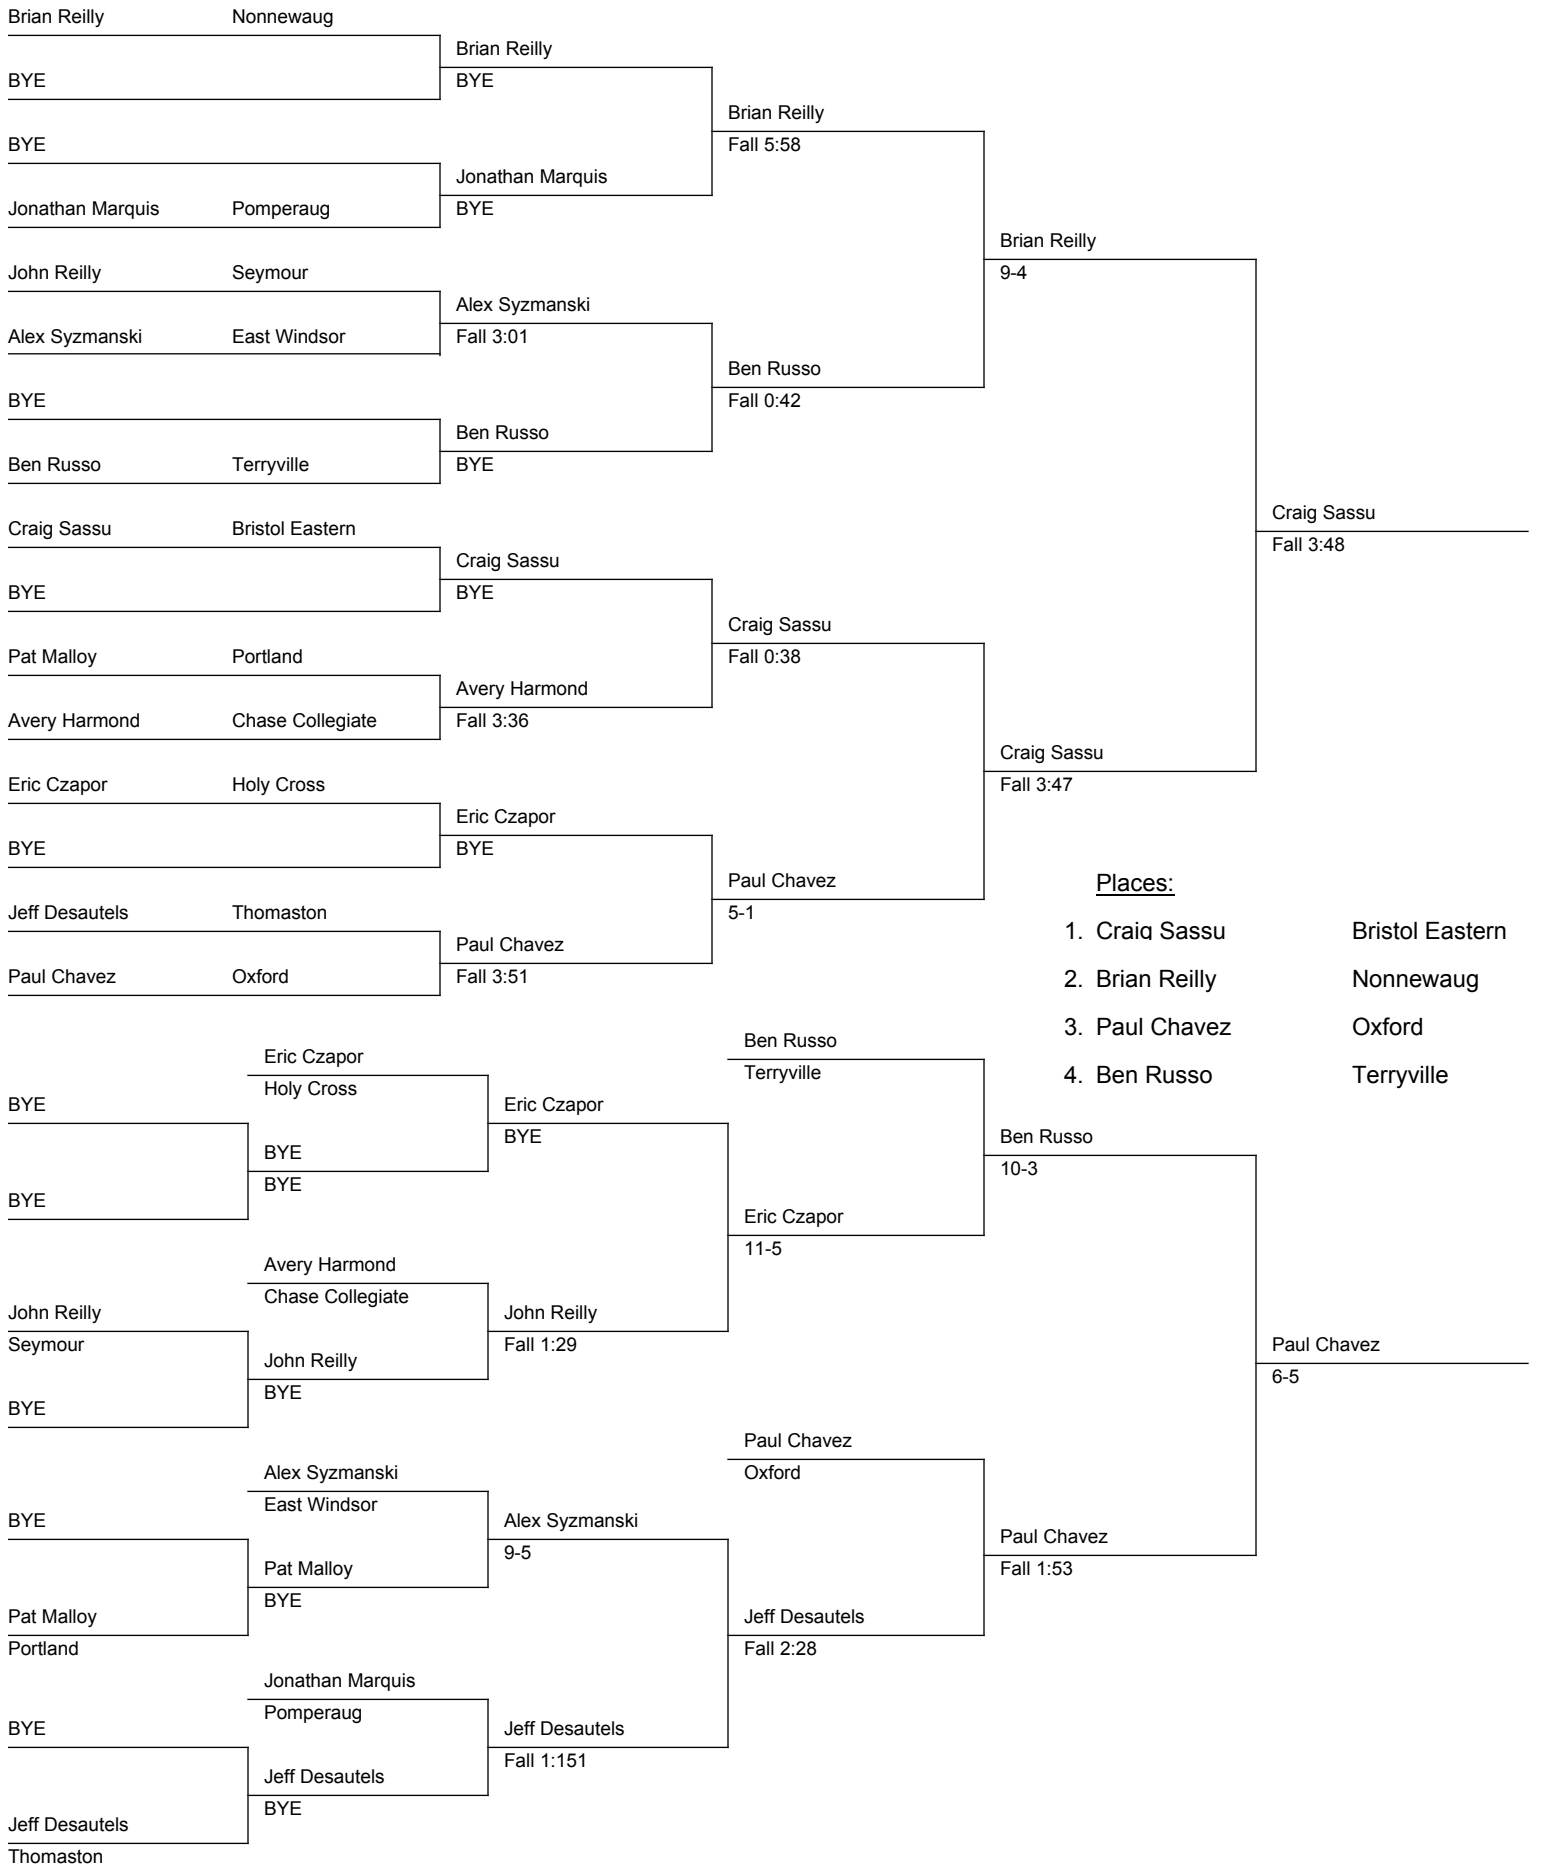 Brian Reilly Nonnewaug
Brian Reilly
BYE BYE
Brian Reilly
BYE Fall 5:58
Jonathan Marquis
Jonathan Marquis Pomperaug BYE
Brian Reilly
John Reilly Seymour 9-4
Alex Syzmanski
Alex Syzmanski East Windsor Fall 3:01
Ben Russo
BYE Fall 0:42
Ben Russo
Ben Russo Terryville BYE
Craig Sassu
Craig Sassu Bristol Eastern Fall 3:48
Craig Sassu
BYE BYE
Craig Sassu
Pat Malloy Portland Fall 0:38
Avery Harmond
Avery Harmond Chase Collegiate Fall 3:36
Craig Sassu
Eric Czapor Holy Cross Fall 3:47
Eric Czapor
BYE BYE
Paul Chavez Places:
Jeff Desautels Thomaston 5-1
1. Craig Sassu Bristol Eastern
Paul Chavez
Paul Chavez Oxford Fall 3:51
2. Brian Reilly Nonnewaug
3. Paul Chavez Oxford
Ben Russo
Eric Czapor Terryville
4. Ben Russo Terryville
Holy Cross
BYE Eric Czapor
BYE Ben Russo
BYE 10-3
BYE
BYE
Eric Czapor
11-5
Avery Harmond
Chase Collegiate
John Reilly John Reilly
Seymour Fall 1:29 Paul Chavez
John Reilly 6-5
BYE
BYE
Paul Chavez
Alex Syzmanski Oxford
East Windsor
BYE Alex Syzmanski
9-5 Paul Chavez
Pat Malloy Fall 1:53
BYE
Pat Malloy Jeff Desautels
Portland Fall 2:28
Jonathan Marquis
Pomperaug
BYE Jeff Desautels
Fall 1:151
Jeff Desautels
BYE
Jeff Desautels
Thomaston